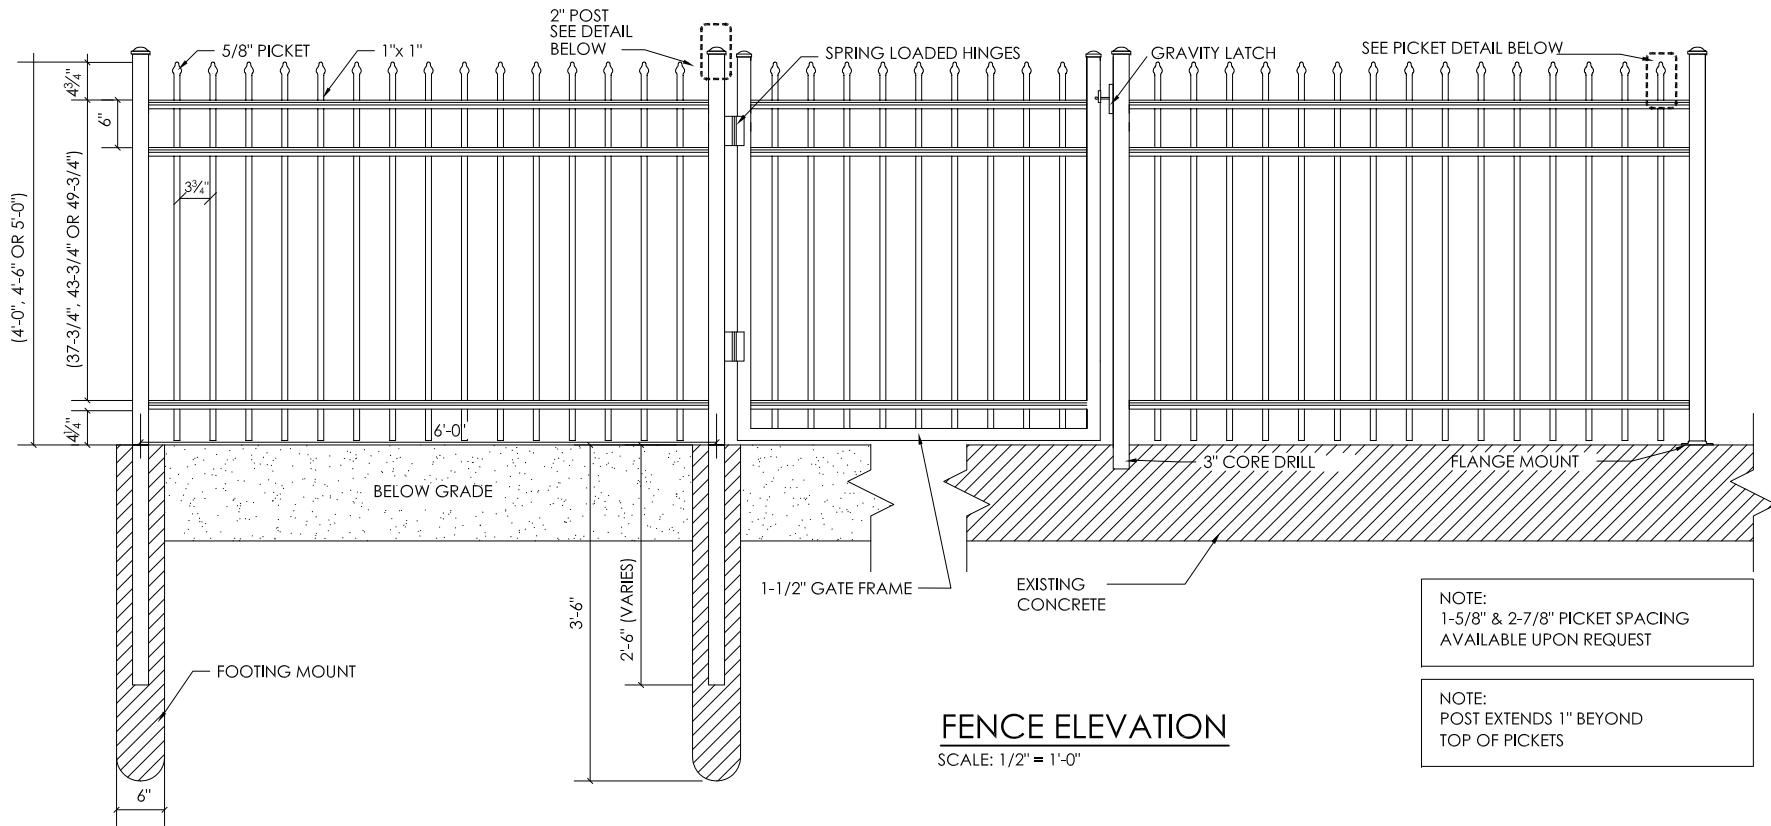 2" POST
SEE DETAIL
BELOW
5/8" PICKET
1"x 1"
SPRING LOADED HINGES
GRAVITY LATCH
SEE PICKET DETAIL BELOW
4¾"
6"
3¾"
(4'-0", 4'-6" OR 5'-0")
(37-3/4", 43-3/4" OR 49-3/4")
4¼"
6'-0"
BELOW GRADE
3" CORE DRILL
FLANGE MOUNT
1-1/2" GATE FRAME
EXISTING
CONCRETE
3'-6"
2'-6" (VARIES)
FOOTING MOUNT
6"
NOTE:
1-5/8" & 2-7/8" PICKET SPACING
AVAILABLE UPON REQUEST
NOTE:
POST EXTENDS 1" BEYOND
TOP OF PICKETS
FENCE ELEVATION
SCALE: 1/2" = 1'-0"